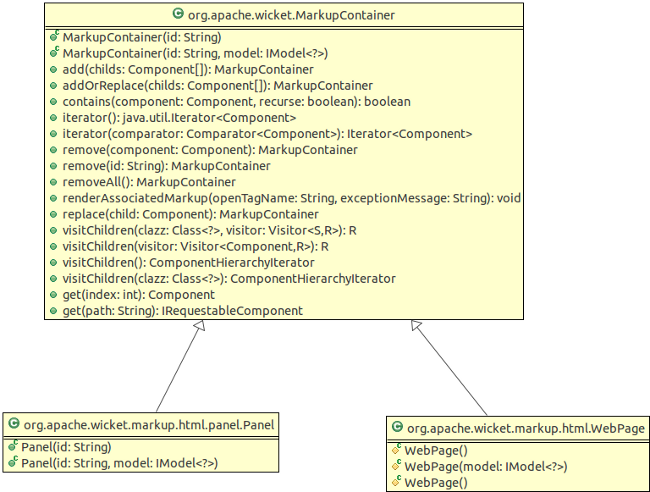 org.apache.wicket.MarkupContainer
MarkupContainer(id: String)
MarkupContainer(id: String, model: IModel<?>)
add(childs: Component[]): MarkupContainer
addOrReplace(childs: Component[]): MarkupContainer
contains(component: Component, recurse: boolean): boolean
iterator(): java.util.Iterator<Component>
iterator(comparator: Comparator<Component>): Iterator<Component>
remove(component: Component): MarkupContainer
remove(id: String): MarkupContainer
removeAll(): MarkupContainer
renderAssociatedMarkup(openTagName: String, exceptionMessage: String): void
replace(child: Component): MarkupContainer
visitChildren(clazz: Class<?>, visitor: Visitor<S,R>): R
visitChildren(visitor: Visitor<Component,R>): R
visitChildren(): ComponentHierarchyIterator
visitChildren(clazz: Class<?>): ComponentHierarchyIterator
get(index: int): Component
get(path: String): IRequestableComponent
org.apache.wicket.markup.html.panel.Panel
Panel(id: String)
Panel(id: String, model: IModel<?>)
org.apache.wicket.markup.html.WebPage
WebPage()
WebPage(model: IModel<?>)
WebPage()